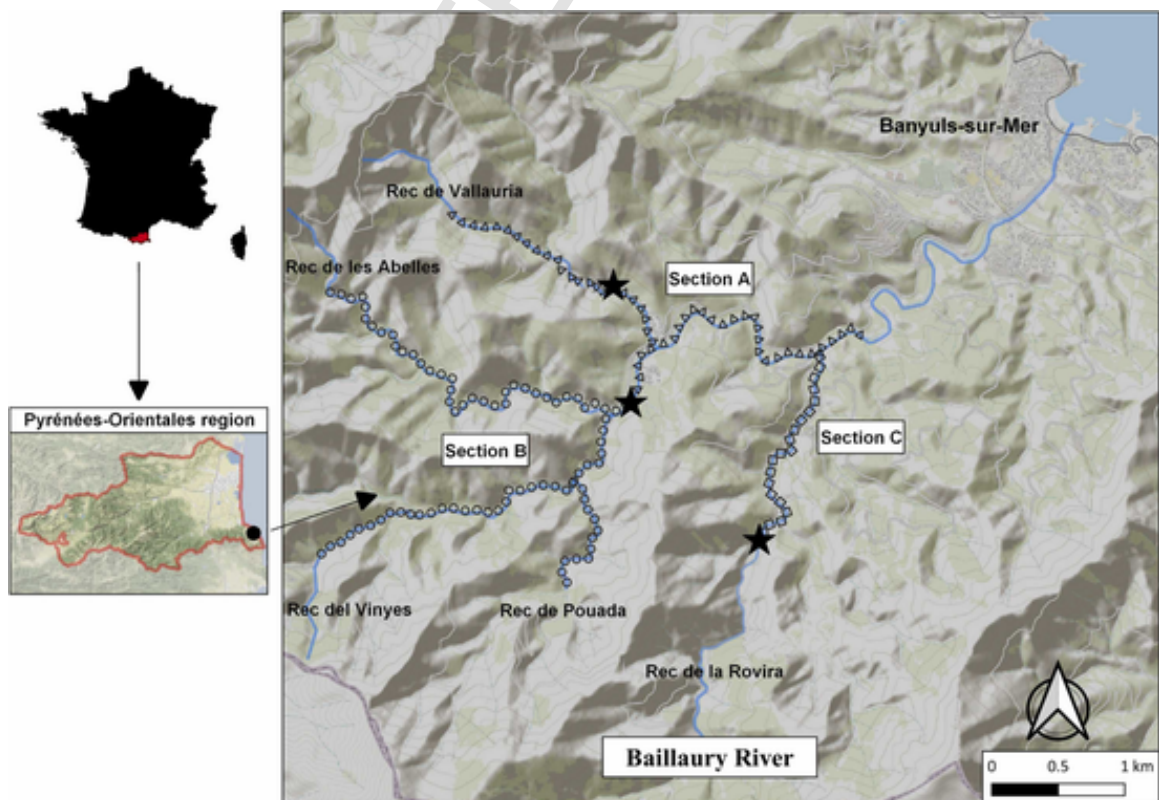 Banyuls-sur-Mer
Rec de Vallauria
Rec de les Abelles
Section A
Pyrénées-Orientales region
Section B
Section C
Rec del Vinyes
Rec de Pouada
Rec de la Rovira
Baillaury River
0 0.5 1 km